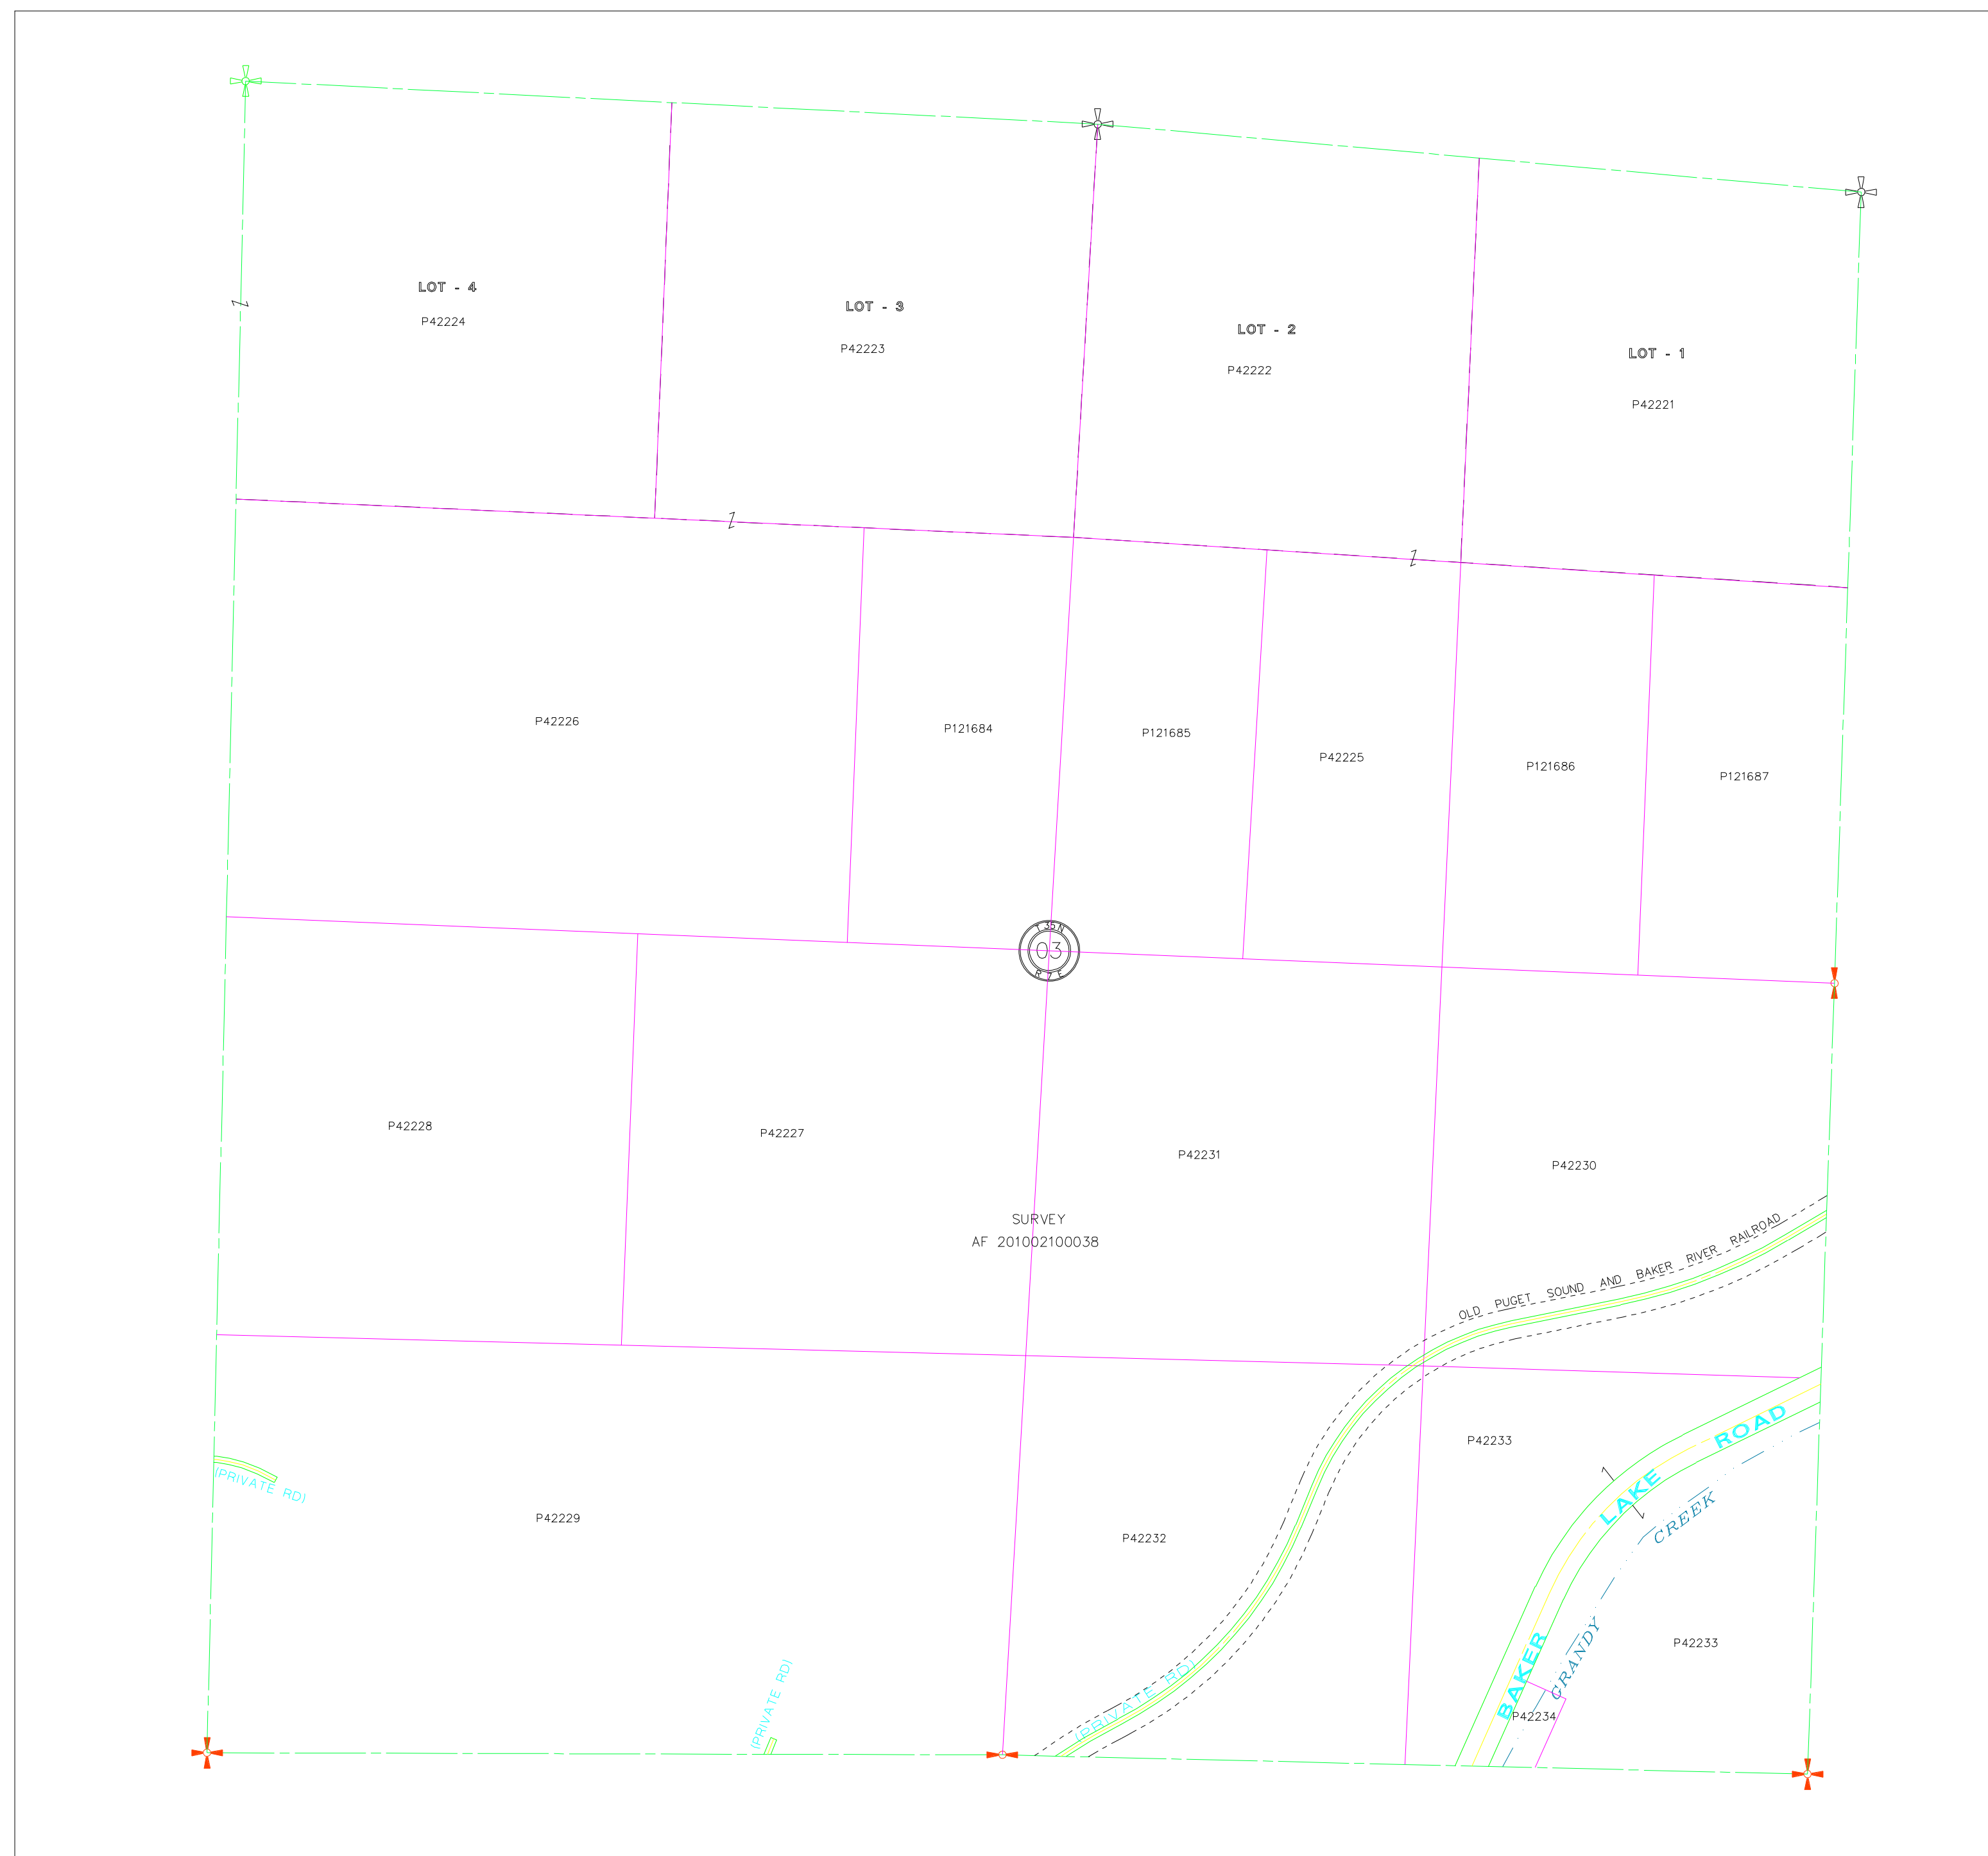 LOT - 4
P42224
LOT - 3
P42223
LOT - 2
P42222
LOT - 1
P42221
P42226
P121684
P121685
P42225
P121686
P121687
T 35 N
03
R 7 E
P42228
P42227
P42231
P42230
SURVEY
AF 201002100038
OLD PUGET SOUND AND BAKER RIVER RAILROAD
P42233
BAKER LAKE ROAD
GRANDY CREEK
(PRIVATE RD)
P42229
P42232
(PRIVATE RD)
(PRIVATE RD)
P42233
P42234